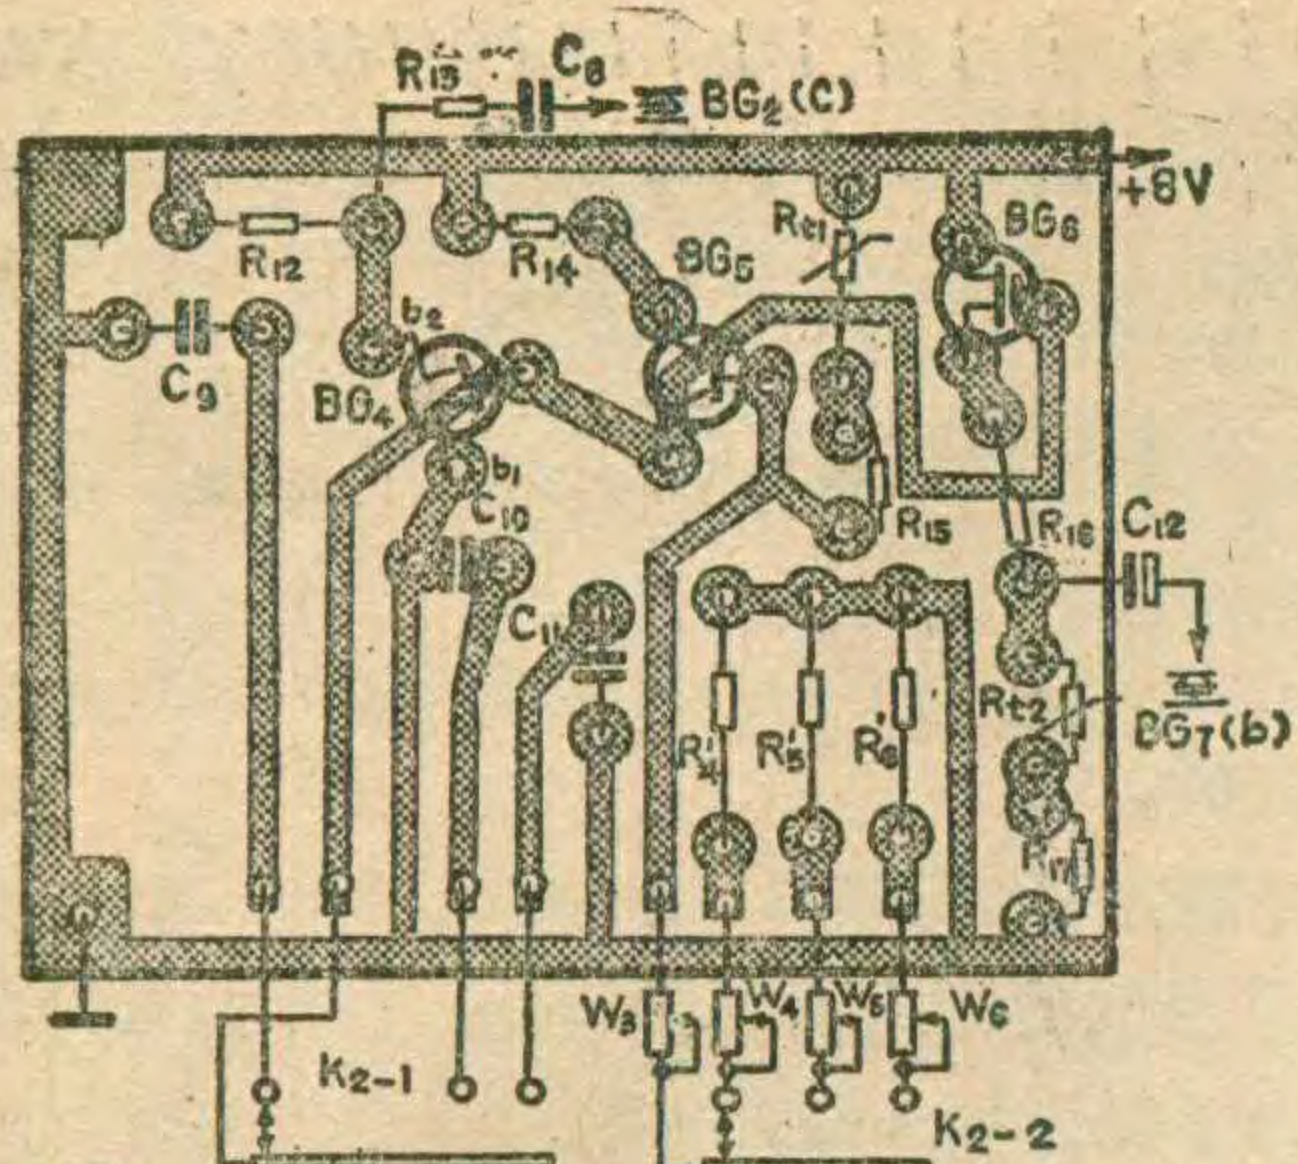 R13
C8
BG2(C)
+8V
R12
R14
BG5
Rt1
BG6
b2
C9
BG4
b1
C10
R15
R16
C12
C11
Rt2
BG7(b)
R'4
R'5
R'6
R17
W3
W4
W5
W6
K2-1
K2-2